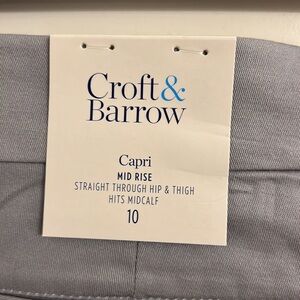 Croft&
Barrow
Capri
MID RISE
STRAIGHT THROUGH HIP & THIGH
HITS MIDCALF
10